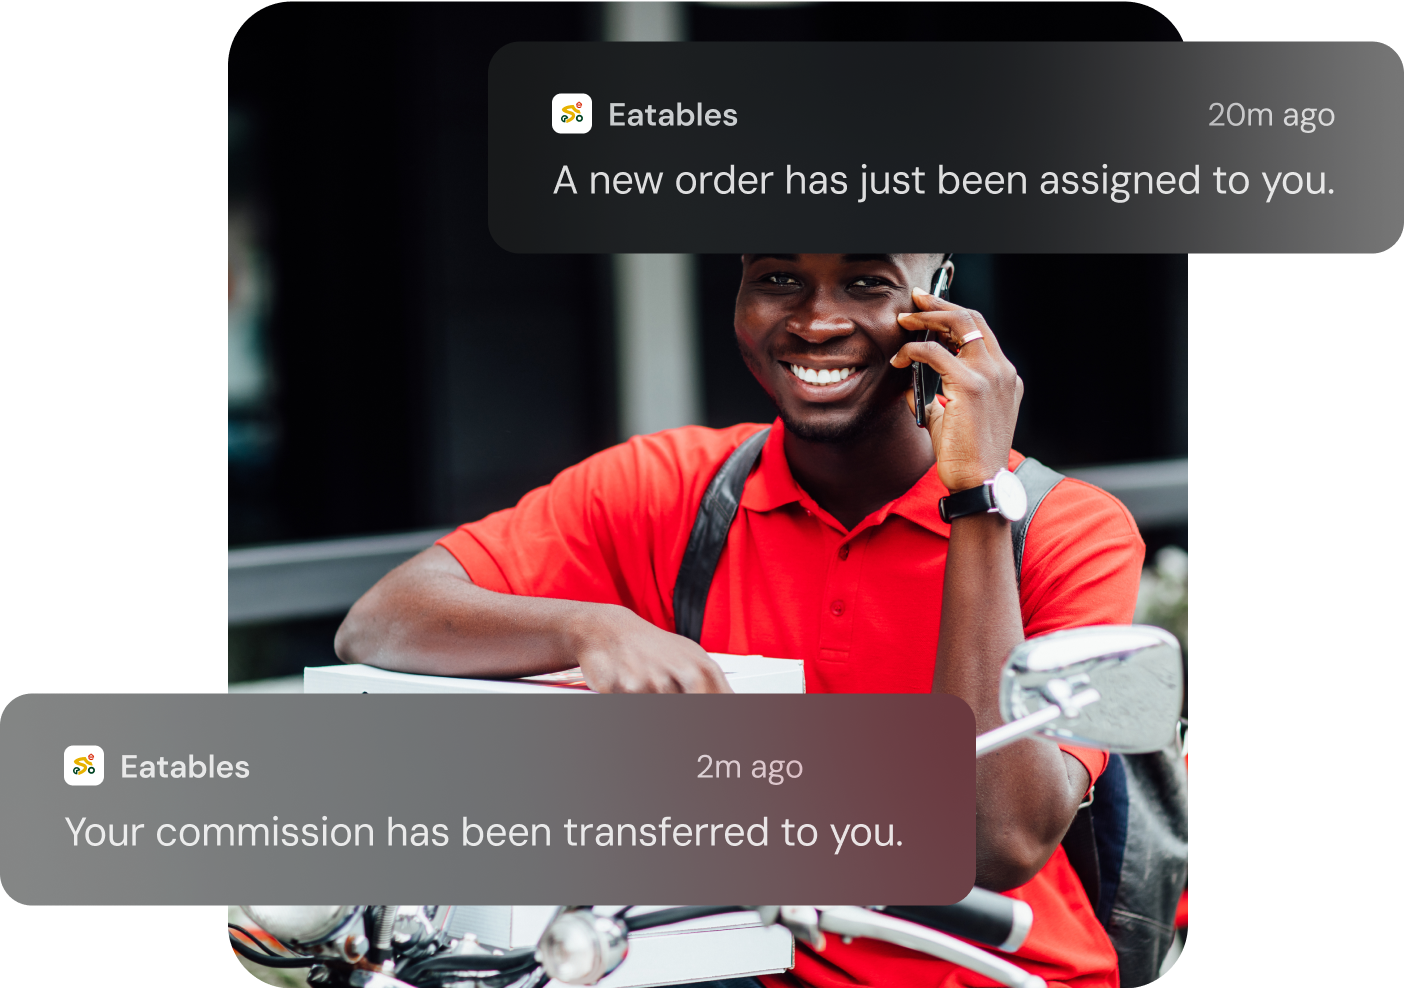 Eatables 20m ago
A new order has just been assigned to you.
Eatables 2m ago
Your commission has been transferred to you.